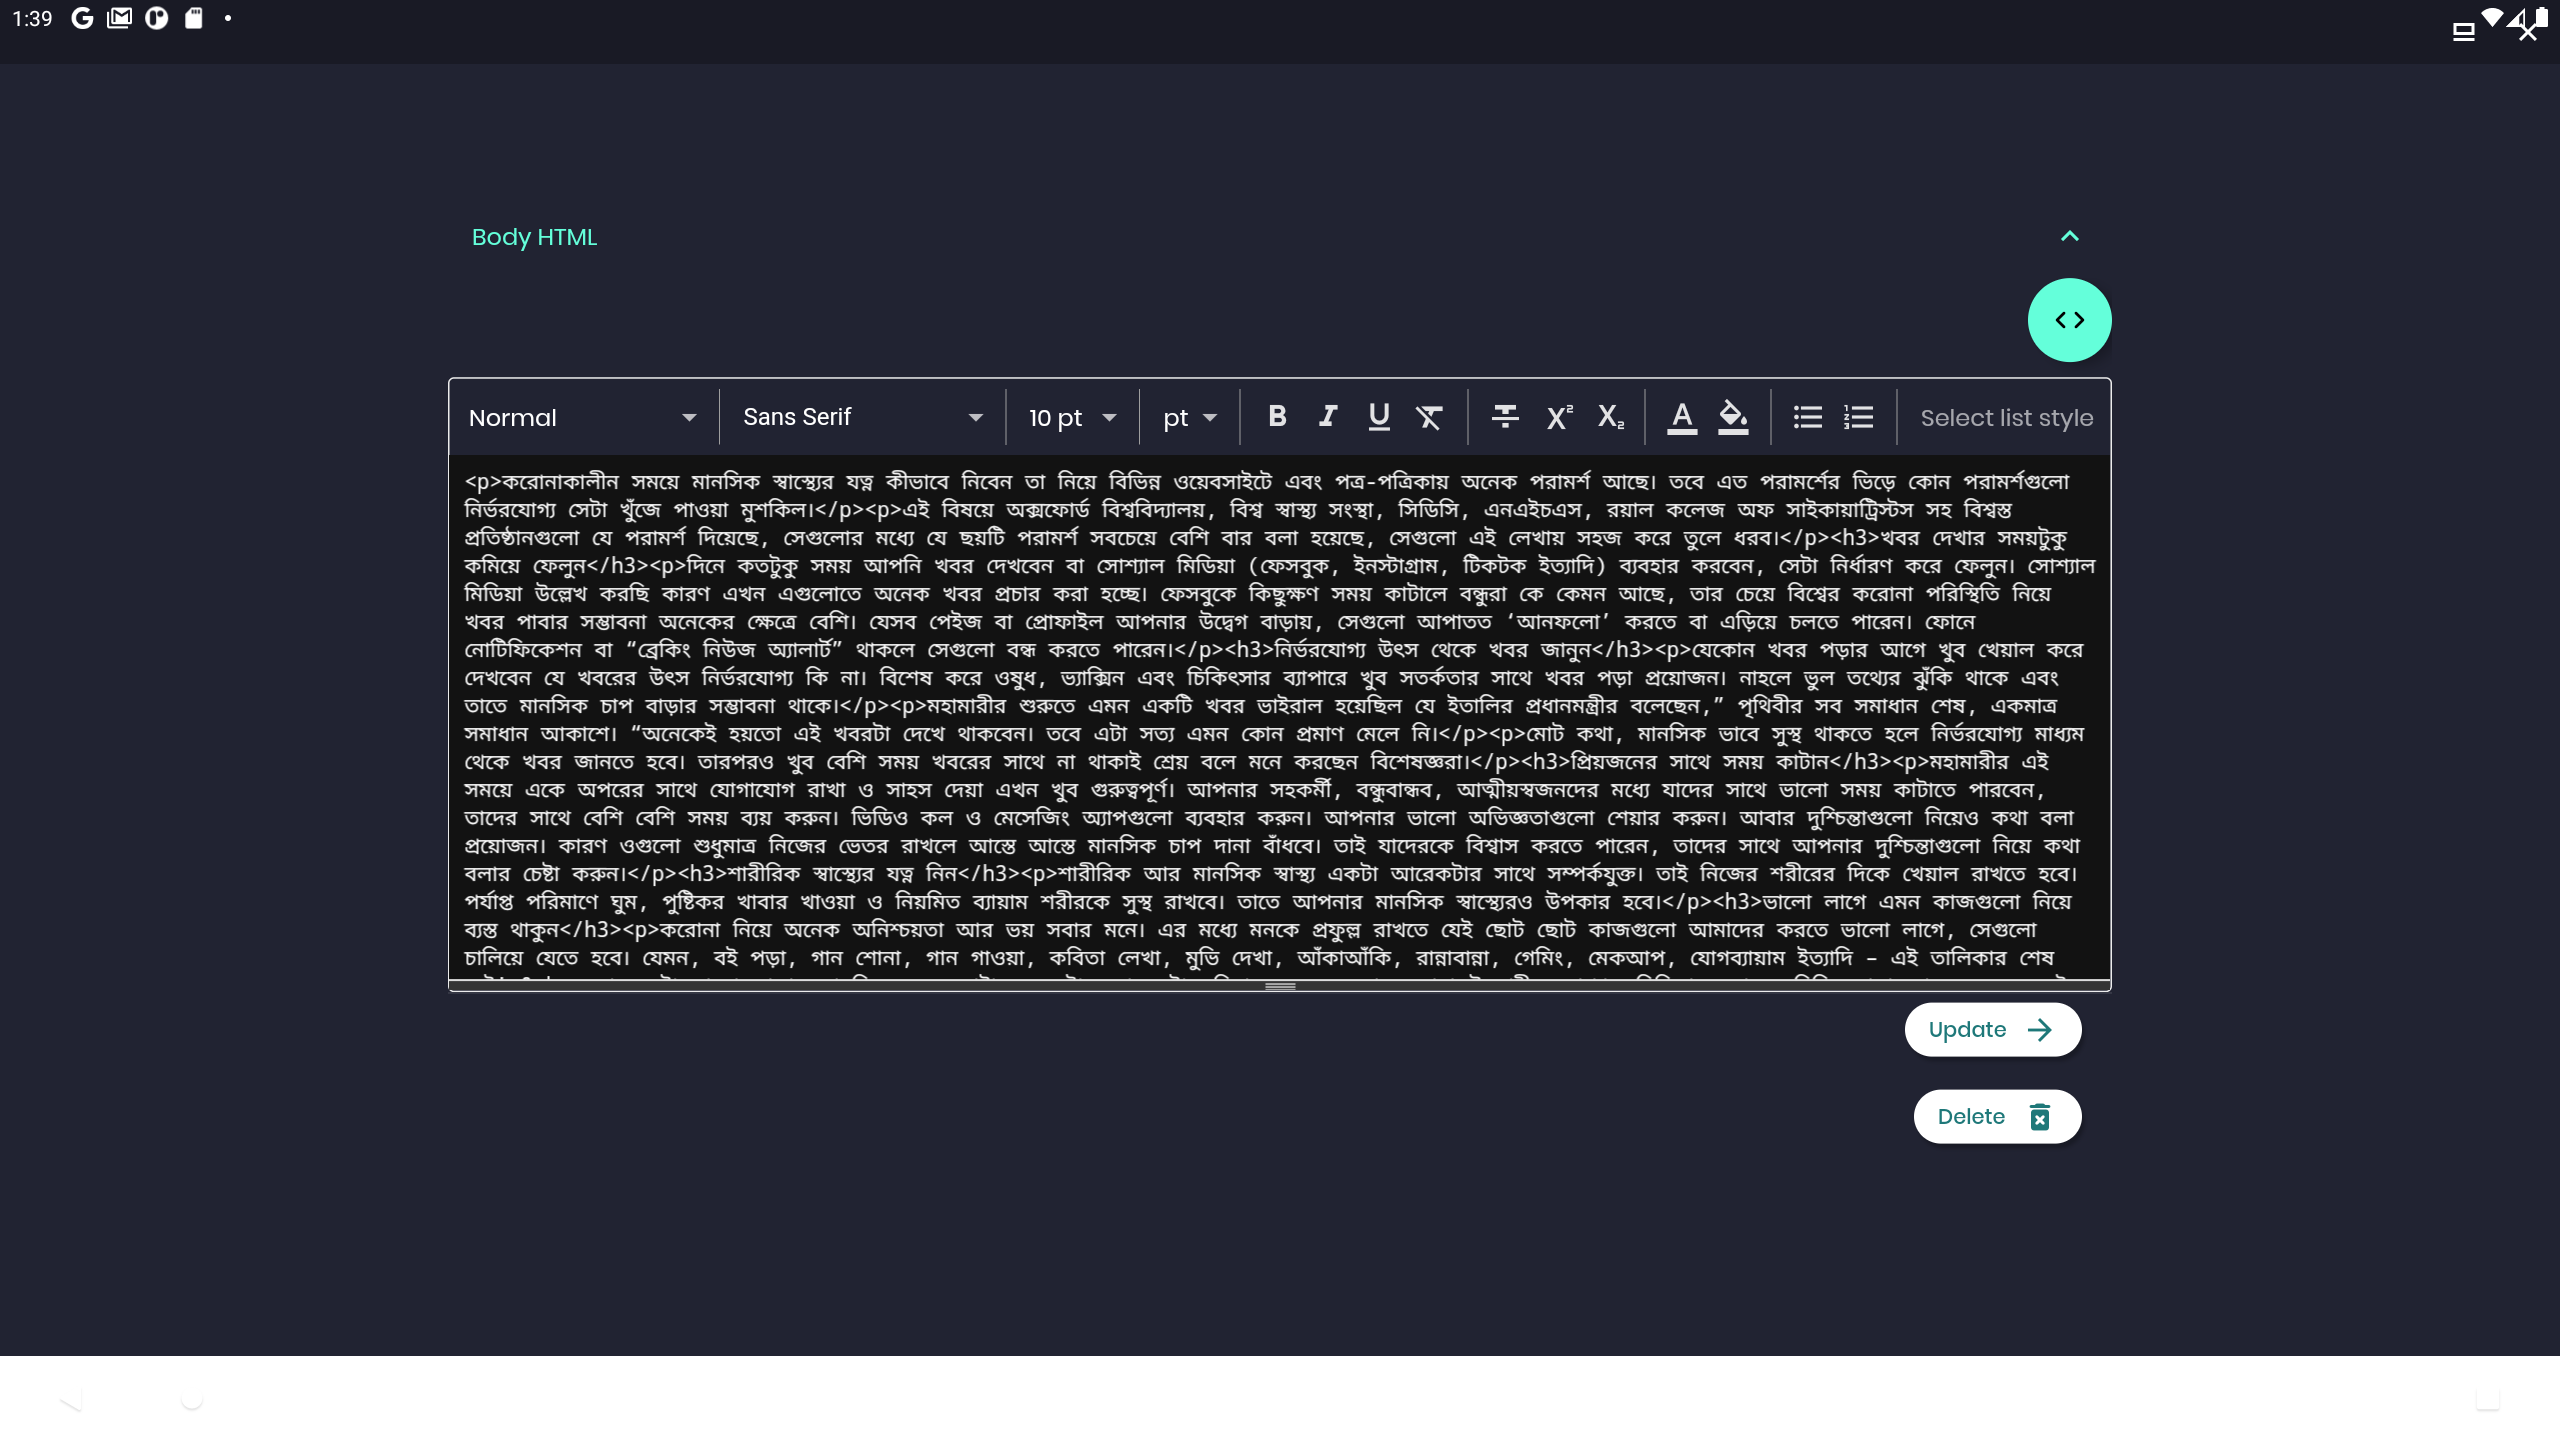 1:39
Body HTML
Normal Sans Serif 10 pt pt Select list style
<p>করোনাকালীন সময়ে মানসিক স্বাস্থ্যের যত্ন কীভাবে নিবেন তা নিয়ে বিভিন্ন ওয়েবসাইটে এবং পত্র-পত্রিকায় অনেক পরামর্শ আছে। তবে এত পরামর্শের ভিড়ে কোন পরামর্শগুলো
নির্ভরযোগ্য সেটা খুঁজে পাওয়া মুশকিল।</p><p>এই বিষয়ে অক্সফোর্ড বিশ্ববিদ্যালয়, বিশ্ব স্বাস্থ্য সংস্থা, সিডিসি, এনএইচএস, রয়াল কলেজ অফ সাইকায়াট্রিস্টস সহ বিশ্বস্ত
প্রতিষ্ঠানগুলো যে পরামর্শ দিয়েছে, সেগুলোর মধ্যে যে ছয়টি পরামর্শ সবচেয়ে বেশি বার বলা হয়েছে, সেগুলো এই লেখায় সহজ করে তুলে ধরব।</p><h3>খবর দেখার সময়টুকু
কমিয়ে ফেলুন</h3><p>দিনে কতটুকু সময় আপনি খবর দেখবেন বা সোশ্যাল মিডিয়া (ফেসবুক, ইনস্টাগ্রাম, টিকটক ইত্যাদি) ব্যবহার করবেন, সেটা নির্ধারণ করে ফেলুন। সোশ্যাল
মিডিয়া উল্লেখ করছি কারণ এখন এগুলোতে অনেক খবর প্রচার করা হচ্ছে। ফেসবুকে কিছুক্ষণ সময় কাটালে বন্ধুরা কে কেমন আছে, তার চেয়ে বিশ্বের করোনা পরিস্থিতি নিয়ে
খবর পাবার সম্ভাবনা অনেকের ক্ষেত্রে বেশি। যেসব পেইজ বা প্রোফাইল আপনার উদ্বেগ বাড়ায়, সেগুলো আপাতত ‘আনফলো’ করতে বা এড়িয়ে চলতে পারেন। ফোনে
নোটিফিকেশন বা “ব্রেকিং নিউজ অ্যালার্ট” থাকলে সেগুলো বন্ধ করতে পারেন।</p><h3>নির্ভরযোগ্য উৎস থেকে খবর জানুন</h3><p>যেকোন খবর পড়ার আগে খুব খেয়াল করে
দেখবেন যে খবরের উৎস নির্ভরযোগ্য কি না। বিশেষ করে ওষুধ, ভ্যাক্সিন এবং চিকিৎসার ব্যাপারে খুব সতর্কতার সাথে খবর পড়া প্রয়োজন। নাহলে ভুল তথ্যের ঝুঁকি থাকে এবং
তাতে মানসিক চাপ বাড়ার সম্ভাবনা থাকে।</p><p>মহামারীর শুরুতে এমন একটি খবর ভাইরাল হয়েছিল যে ইতালির প্রধানমন্ত্রীর বলেছেন,” পৃথিবীর সব সমাধান শেষ, একমাত্র
সমাধান আকাশে। “অনেকেই হয়তো এই খবরটা দেখে থাকবেন। তবে এটা সত্য এমন কোন প্রমাণ মেলে নি।</p><p>মোট কথা, মানসিক ভাবে সুস্থ থাকতে হলে নির্ভরযোগ্য মাধ্যম
থেকে খবর জানতে হবে। তারপরও খুব বেশি সময় খবরের সাথে না থাকাই শ্রেয় বলে মনে করছেন বিশেষজ্ঞরা।</p><h3>প্রিয়জনের সাথে সময় কাটান</h3><p>মহামারীর এই
সময়ে একে অপরের সাথে যোগাযোগ রাখা ও সাহস দেয়া এখন খুব গুরুত্বপূর্ণ। আপনার সহকর্মী, বন্ধুবান্ধব, আত্মীয়স্বজনদের মধ্যে যাদের সাথে ভালো সময় কাটাতে পারবেন,
তাদের সাথে বেশি বেশি সময় ব্যয় করুন। ভিডিও কল ও মেসেজিং অ্যাপগুলো ব্যবহার করুন। আপনার ভালো অভিজ্ঞতাগুলো শেয়ার করুন। আবার দুশ্চিন্তাগুলো নিয়েও কথা বলা
প্রয়োজন। কারণ ওগুলো শুধুমাত্র নিজের ভেতর রাখলে আস্তে আস্তে মানসিক চাপ দানা বাঁধবে। তাই যাদেরকে বিশ্বাস করতে পারেন, তাদের সাথে আপনার দুশ্চিন্তাগুলো নিয়ে কথা
বলার চেষ্টা করুন।</p><h3>শারীরিক স্বাস্থ্যের যত্ন নিন</h3><p>শারীরিক আর মানসিক স্বাস্থ্য একটা আরেকটার সাথে সম্পর্কযুক্ত। তাই নিজের শরীরের দিকে খেয়াল রাখতে হবে।
পর্যাপ্ত পরিমাণে ঘুম, পুষ্টিকর খাবার খাওয়া ও নিয়মিত ব্যায়াম শরীরকে সুস্থ রাখবে। তাতে আপনার মানসিক স্বাস্থ্যেরও উপকার হবে।</p><h3>ভালো লাগে এমন কাজগুলো নিয়ে
ব্যস্ত থাকুন</h3><p>করোনা নিয়ে অনেক অনিশ্চয়তা আর ভয় সবার মনে। এর মধ্যে মনকে প্রফুল্ল রাখতে যেই ছোট ছোট কাজগুলো আমাদের করতে ভালো লাগে, সেগুলো
চালিয়ে যেতে হবে। যেমন, বই পড়া, গান শোনা, গান গাওয়া, কবিতা লেখা, মুভি দেখা, আঁকাআঁকি, রান্নাবান্না, গেমিং, মেকআপ, যোগব্যায়াম ইত্যাদি – এই তালিকার শেষ
Update
Delete